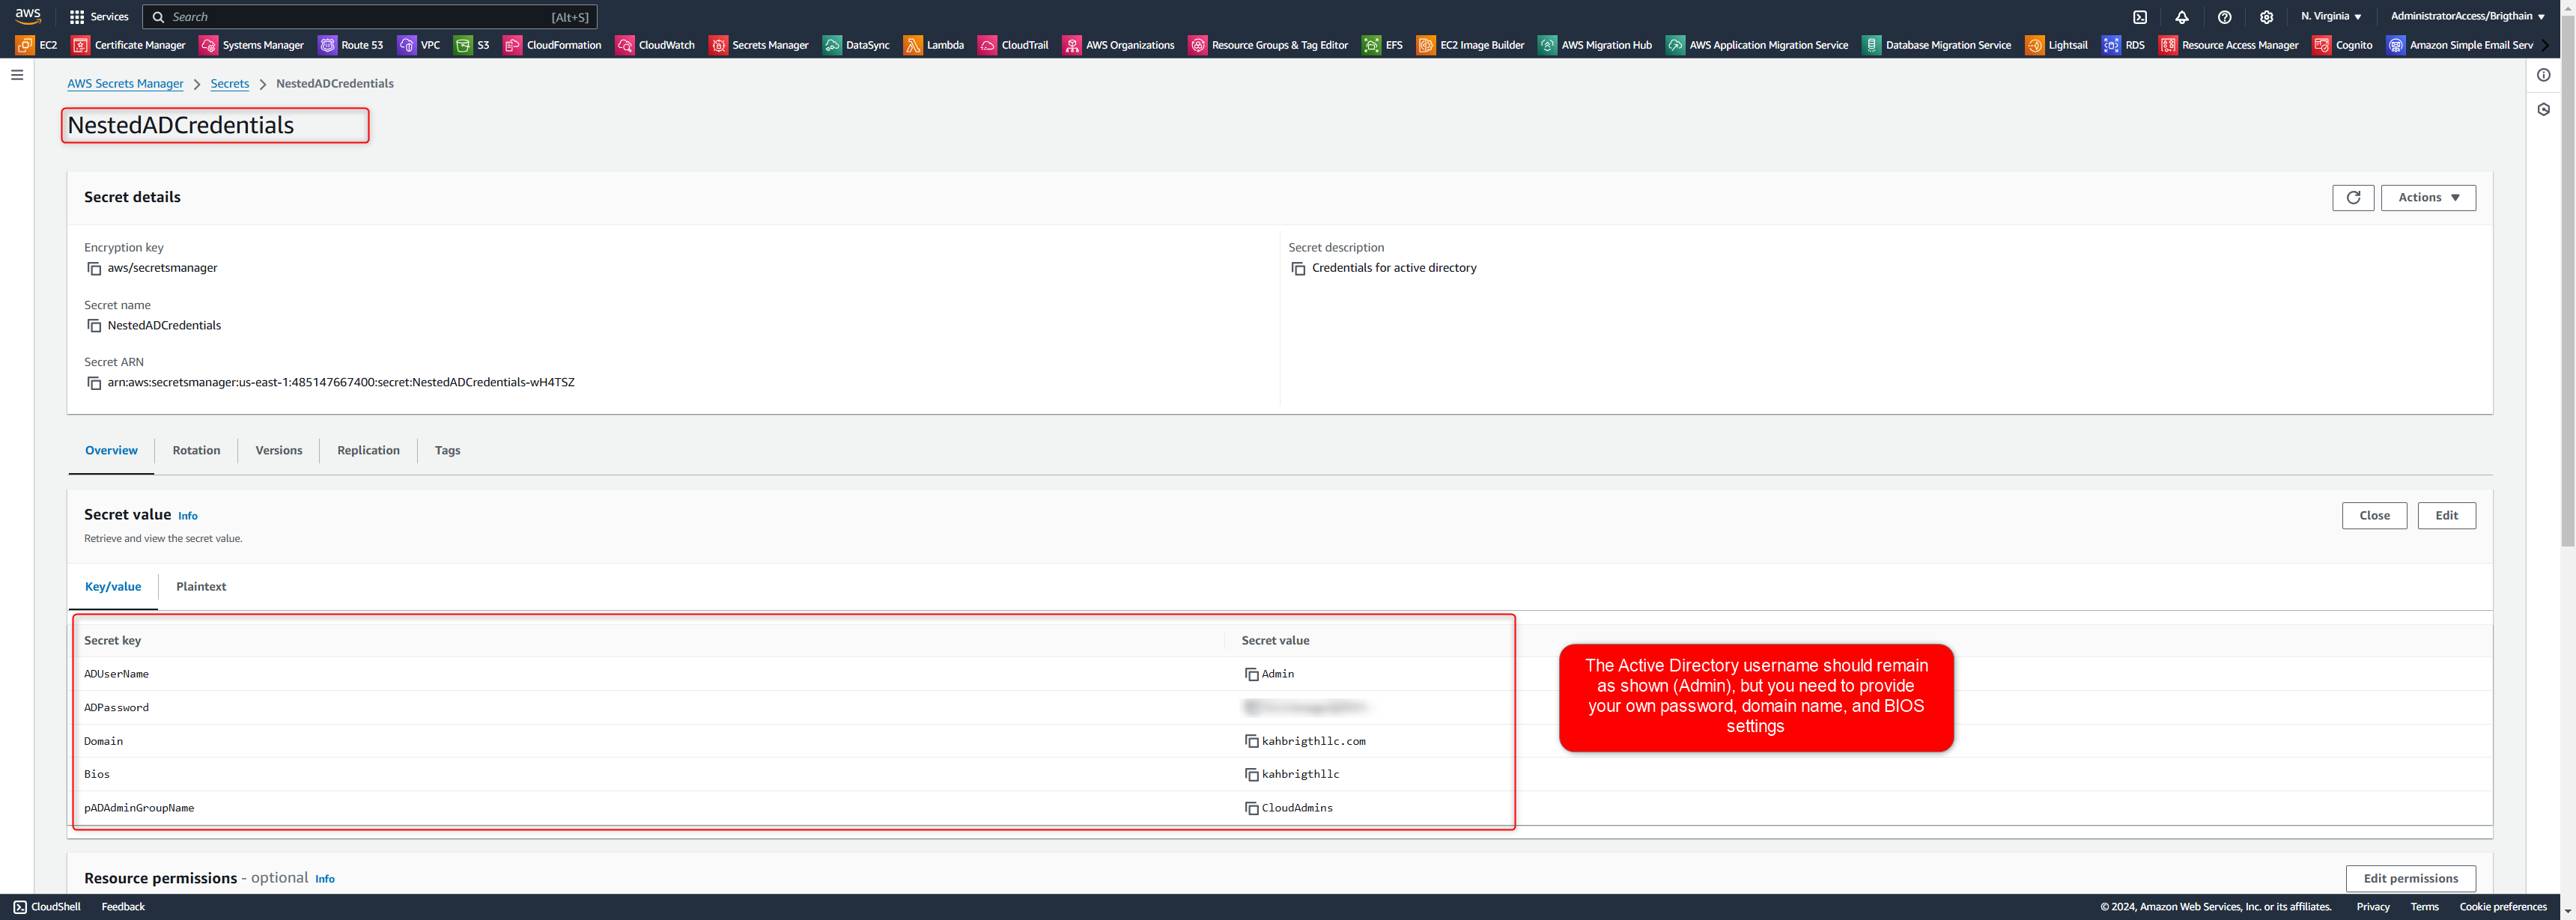 aws Services Search [Alt+S] N. Virginia AdministratorAccess/Brigthain
EC2 Certificate Manager Systems Manager Route 53 VPC S3 CloudFormation CloudWatch Secrets Manager DataSync Lambda CloudTrail AWS Organizations Resource Groups & Tag Editor EFS EC2 Image Builder AWS Migration Hub AWS Application Migration Service Database Migration Service Lightsail RDS Resource Access Manager Cognito Amazon Simple Email Serv
AWS Secrets Manager Secrets NestedADCredentials
NestedADCredentials
Secret details Actions
Encryption key
aws/secretsmanager
Secret name
NestedADCredentials
Secret ARN
arn:aws:secretsmanager:us-east-1:485147667400:secret:NestedADCredentials-wH4TSZ
Secret description
Credentials for active directory
Overview Rotation Versions Replication Tags
Secret value Info Close Edit
Retrieve and view the secret value.
Key/value Plaintext
Secret key Secret value
ADUserName Admin
ADPassword
Domain kahbrigthllc.com
Bios kahbrigthllc
pADAdminGroupName CloudAdmins
The Active Directory username should remain
as shown (Admin), but you need to provide
your own password, domain name, and BIOS
settings
Resource permissions - optional Info Edit permissions
CloudShell Feedback © 2024, Amazon Web Services, Inc. or its affiliates. Privacy Terms Cookie preferences